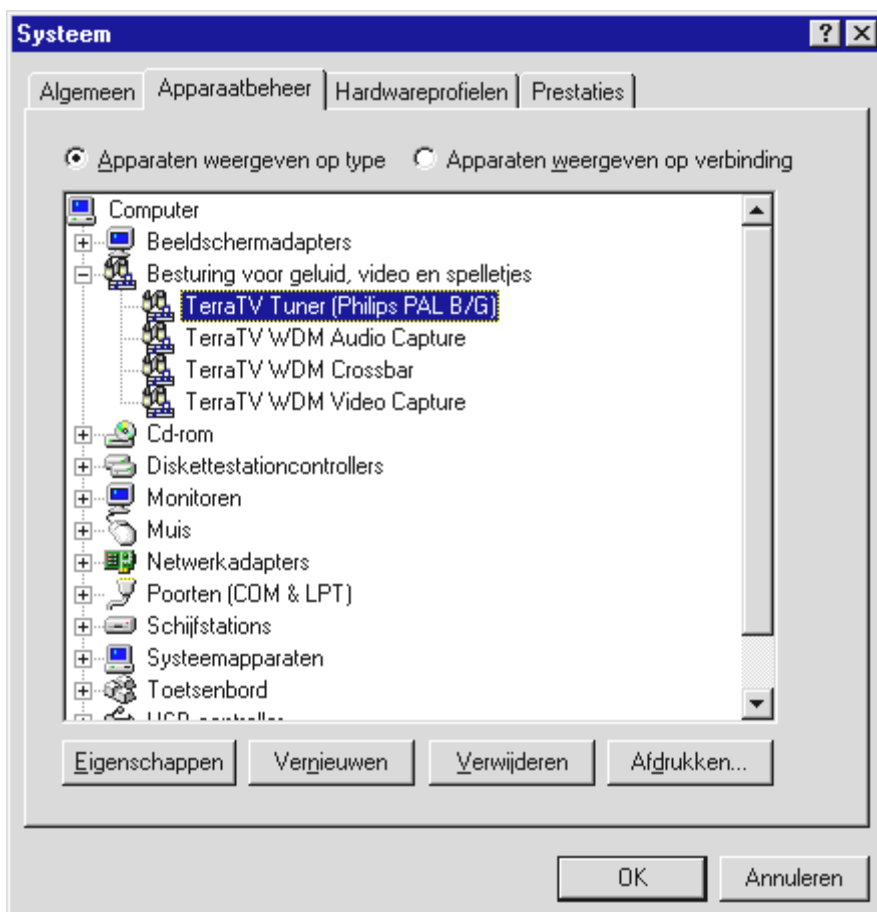 Systeem
Algemeen Apparaatbeheer Hardwareprofielen Prestaties
Apparaten weergeven op type Apparaten weergeven op verbinding
Computer
Beeldschermadapters
Besturing voor geluid, video en spelletjes
TerraTV Tuner (Philips PAL B/G)
TerraTV WDM Audio Capture
TerraTV WDM Crossbar
TerraTV WDM Video Capture
Cd-rom
Diskettestationcontrollers
Monitoren
Muis
Netwerkadapters
Poorten (COM & LPT)
Schijfstations
Systeemapparaten
Toetsenbord
USB-controller
Eigenschappen Vernieuwen Verwijderen Afdrukken...
OK Annuleren